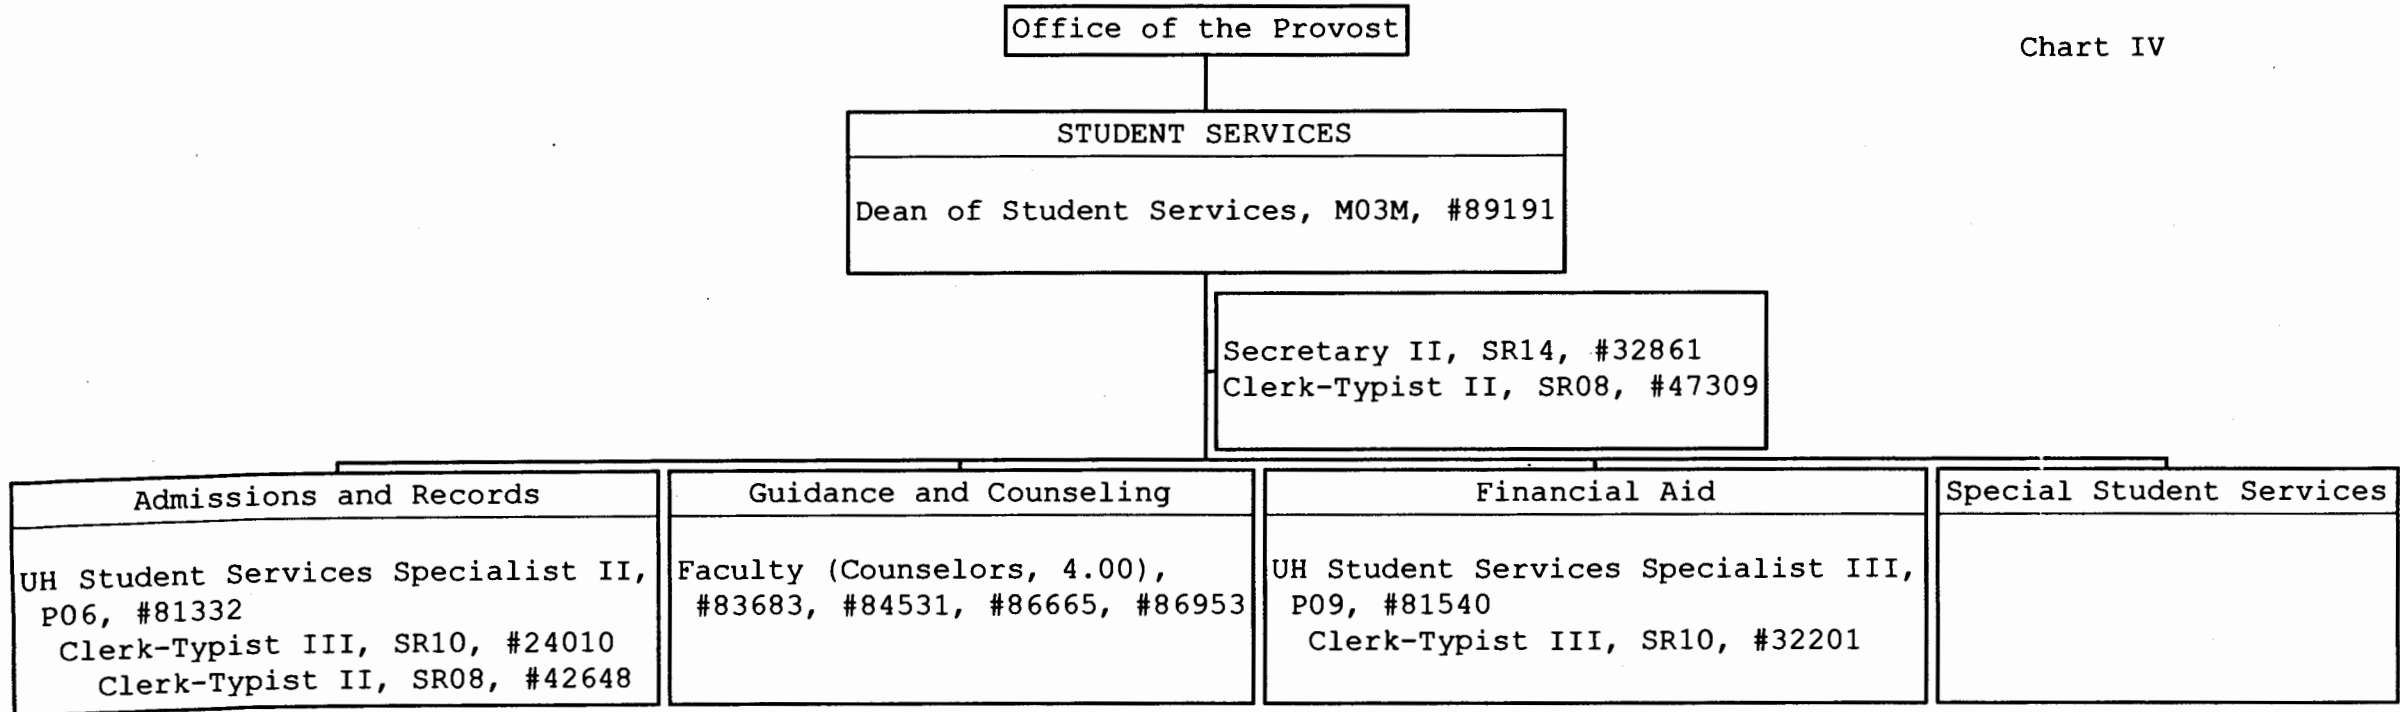 Office of the Provost
Chart IV
STUDENT SERVICES
Dean of Student Services, M03M, #89191
Secretary II, SR14, #32861
Clerk-Typist II, SR08, #47309
Admissions and Records
UH Student Services Specialist II,
P06, #81332
Clerk-Typist III, SR10, #24010
Clerk-Typist II, SR08, #42648
Guidance and Counseling
Faculty (Counselors, 4.00),
#83683, #84531, #86665, #86953
Financial Aid
UH Student Services Specialist III,
P09, #81540
Clerk-Typist III, SR10, #32201
Special Student Services